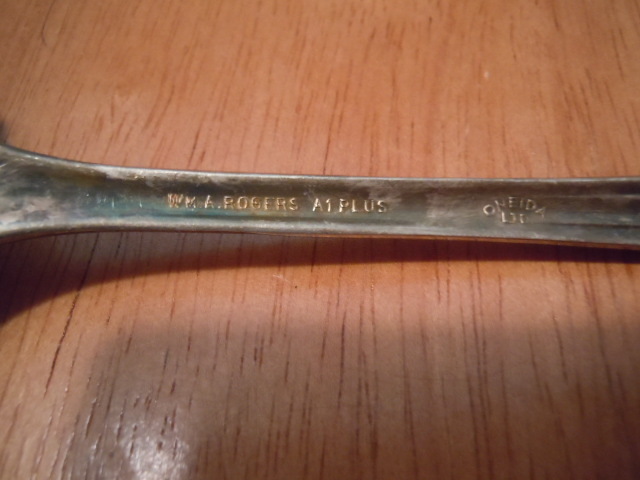 WM A. ROGERS A1 PLUS
ONEIDA
LTD